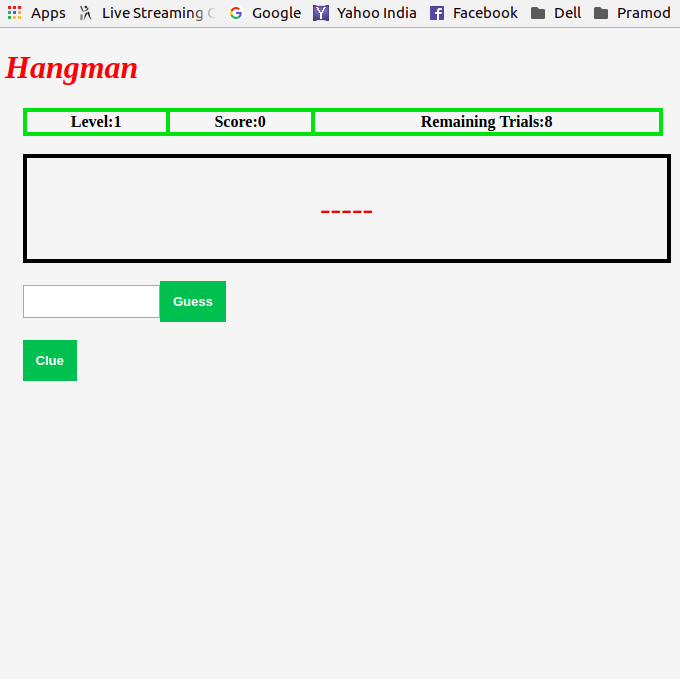 Apps Live Streaming Google Yahoo India Facebook Dell Pramod
Hangman
Level:1 Score:0 Remaining Trials:8
-----
Guess
Clue